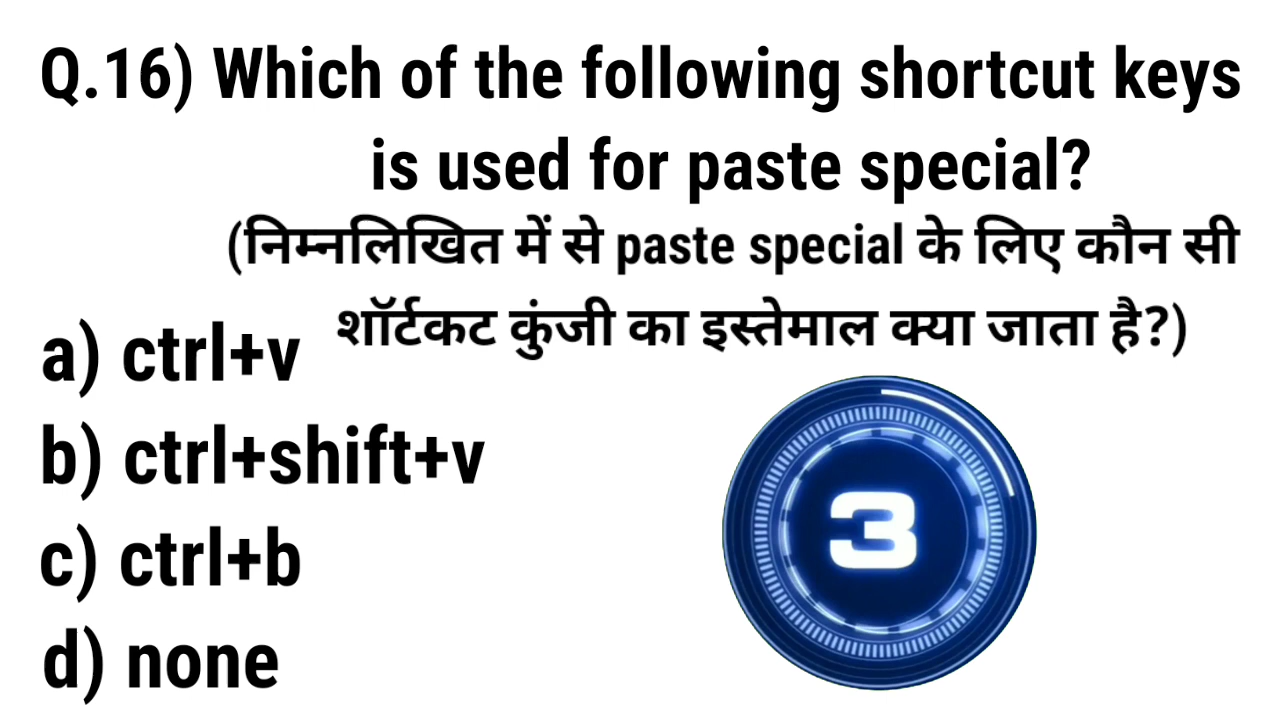 Q.16) Which of the following shortcut keys
is used for paste special?
(निम्नलिखित में से paste special के लिए कौन सी
शॉर्टकट कुंजी का इस्तेमाल क्या जाता है?)
a) ctrl+v
b) ctrl+shift+v
c) ctrl+b
d) none
3